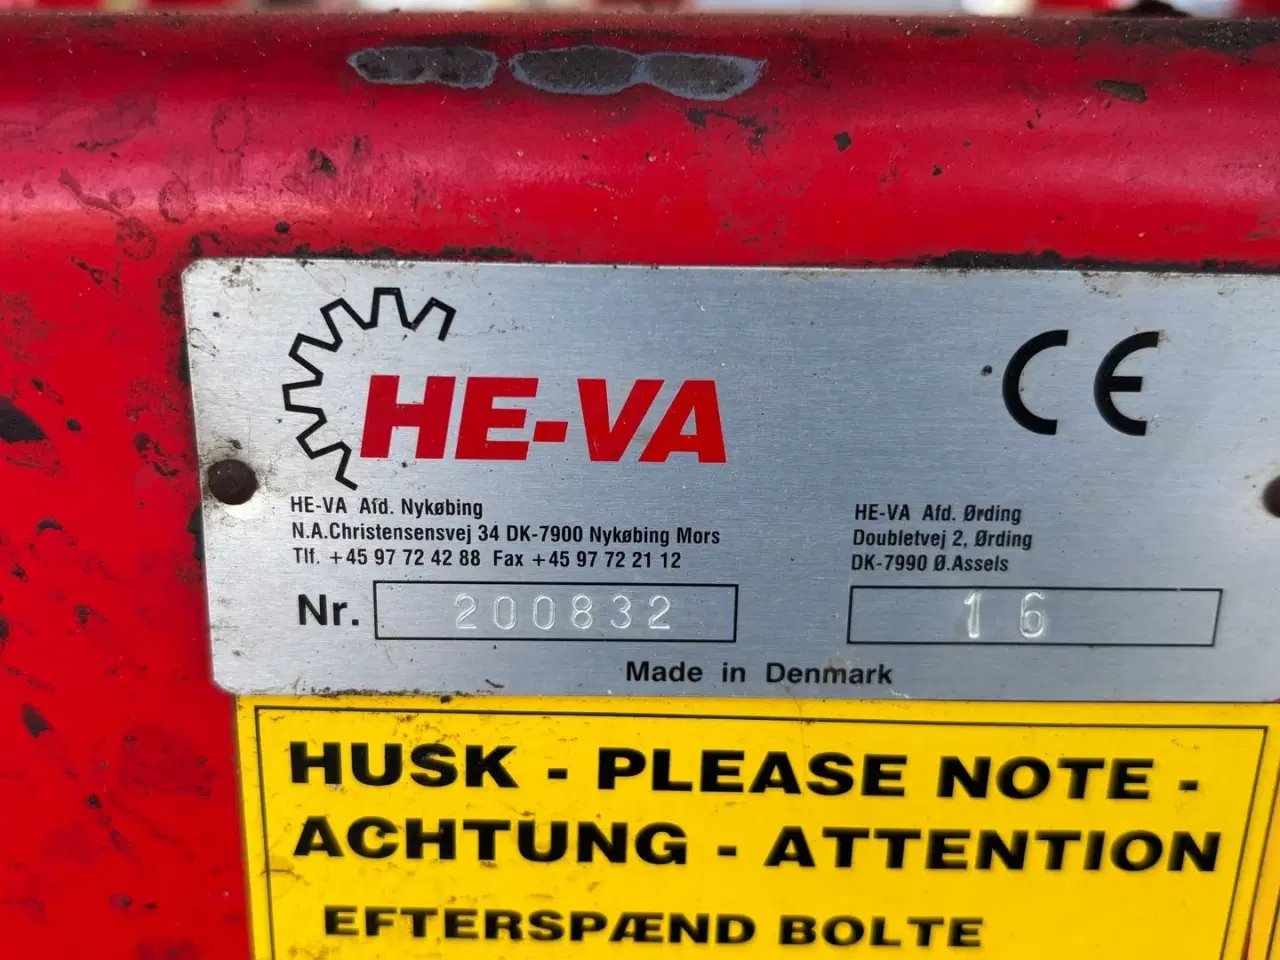 HE-VA
CE
HE-VA Afd. Nykøbing
N.A.Christensensvej 34 DK-7900 Nykøbing Mors
Tlf. +45 97 72 42 88 Fax +45 97 72 21 12
HE-VA Afd. Ørding
Doubletvej 2, Ørding
DK-7990 Ø.Assels
Nr. 200832
16
Made in Denmark
HUSK - PLEASE NOTE -
ACHTUNG - ATTENTION
EFTERSPÆND BOLTE